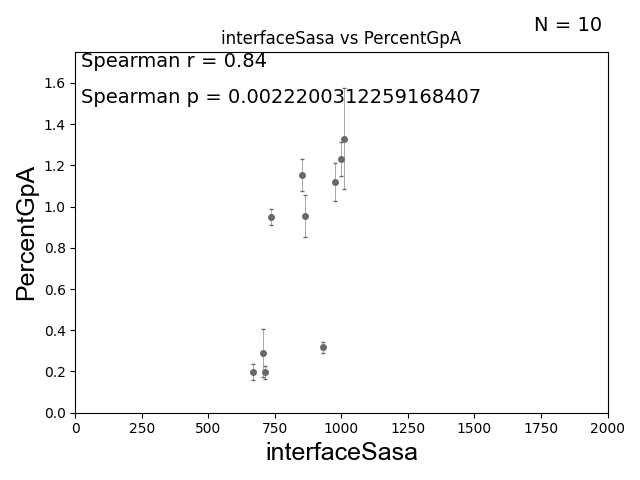 N = 10
interfaceSasa vs PercentGpA
Spearman r = 0.84
Spearman p = 0.0022200312259168407
PercentGpA
1.6
1.4
1.2
1.0
0.8
0.6
0.4
0.2
0.0
0 250 500 750 1000 1250 1500 1750 2000
interfaceSasa